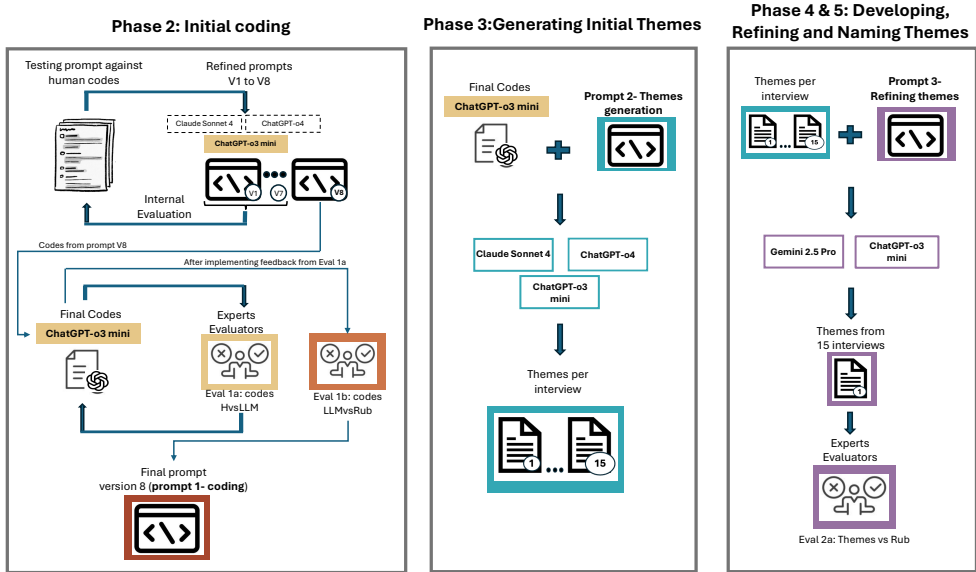 Phase 2: Initial coding
Testing prompt against
human codes
Refined prompts
V1 to V8
Claude Sonnet 4
ChatGPT-o4
ChatGPT-o3 mini
V1
V7
V8
Internal
Evaluation
Codes from prompt V8
After implementing feedback from Eval 1a
Final Codes
ChatGPT-o3 mini
Experts
Evaluators
Eval 1a: codes
HvsLLM
Eval 1b: codes
LLMvsRub
Final prompt
version 8 (prompt 1- coding)
Phase 3:Generating Initial Themes
Final Codes
ChatGPT-o3 mini
Prompt 2- Themes
generation
Claude Sonnet 4
ChatGPT-o4
ChatGPT-o3
mini
Themes per
interview
1
...
15
Phase 4 & 5: Developing,
Refining and Naming Themes
Themes per
interview
1
...
15
Prompt 3-
Refining themes
Gemini 2.5 Pro
ChatGPT-o3
mini
Themes from
15 interviews
1
Experts
Evaluators
Eval 2a: Themes vs Rub